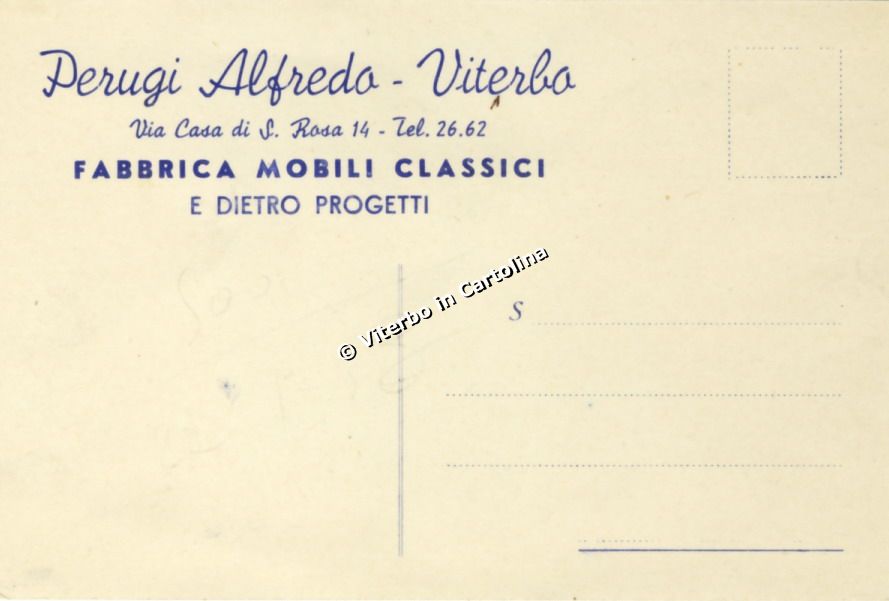 Perugi Alfredo - Viterbo
Via Casa di S. Rosa 14 - Tel. 26.62
FABBRICA MOBILI CLASSICI
E DIETRO PROGETTI
© Viterbo in Cartolina
S